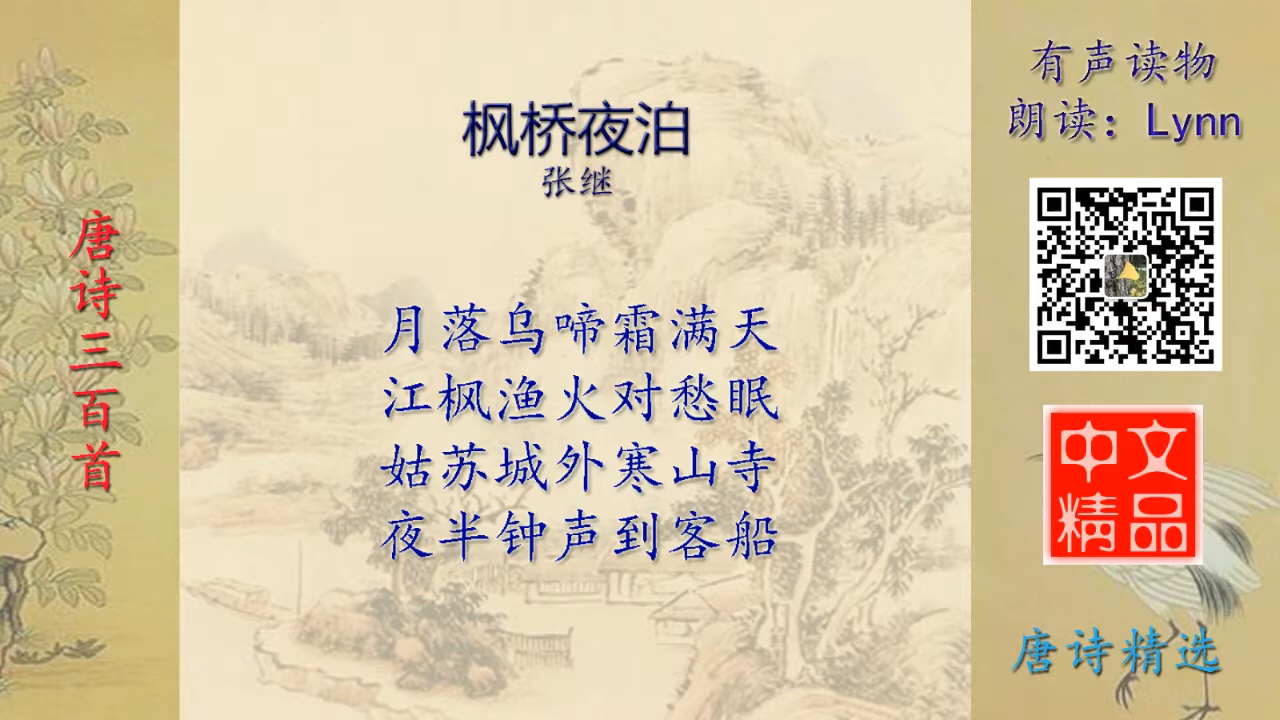 唐诗三百首
枫桥夜泊
张继
月落乌啼霜满天
江枫渔火对愁眠
姑苏城外寒山寺
夜半钟声到客船
有声读物
朗读：Lynn
中文
精品
唐诗精选